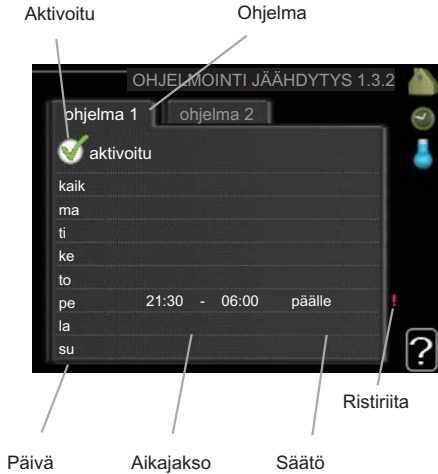 Aktivoitu
Ohjelma
OHJELMOINTI JÄÄHDYTYS 1.3.2
ohjelma 1
ohjelma 2
aktivoitu
kaik
ma
ti
ke
to
pe 21:30 - 06:00 päälle !
la
su
?
Ristiriita
Päivä
Aikajakso
Säätö